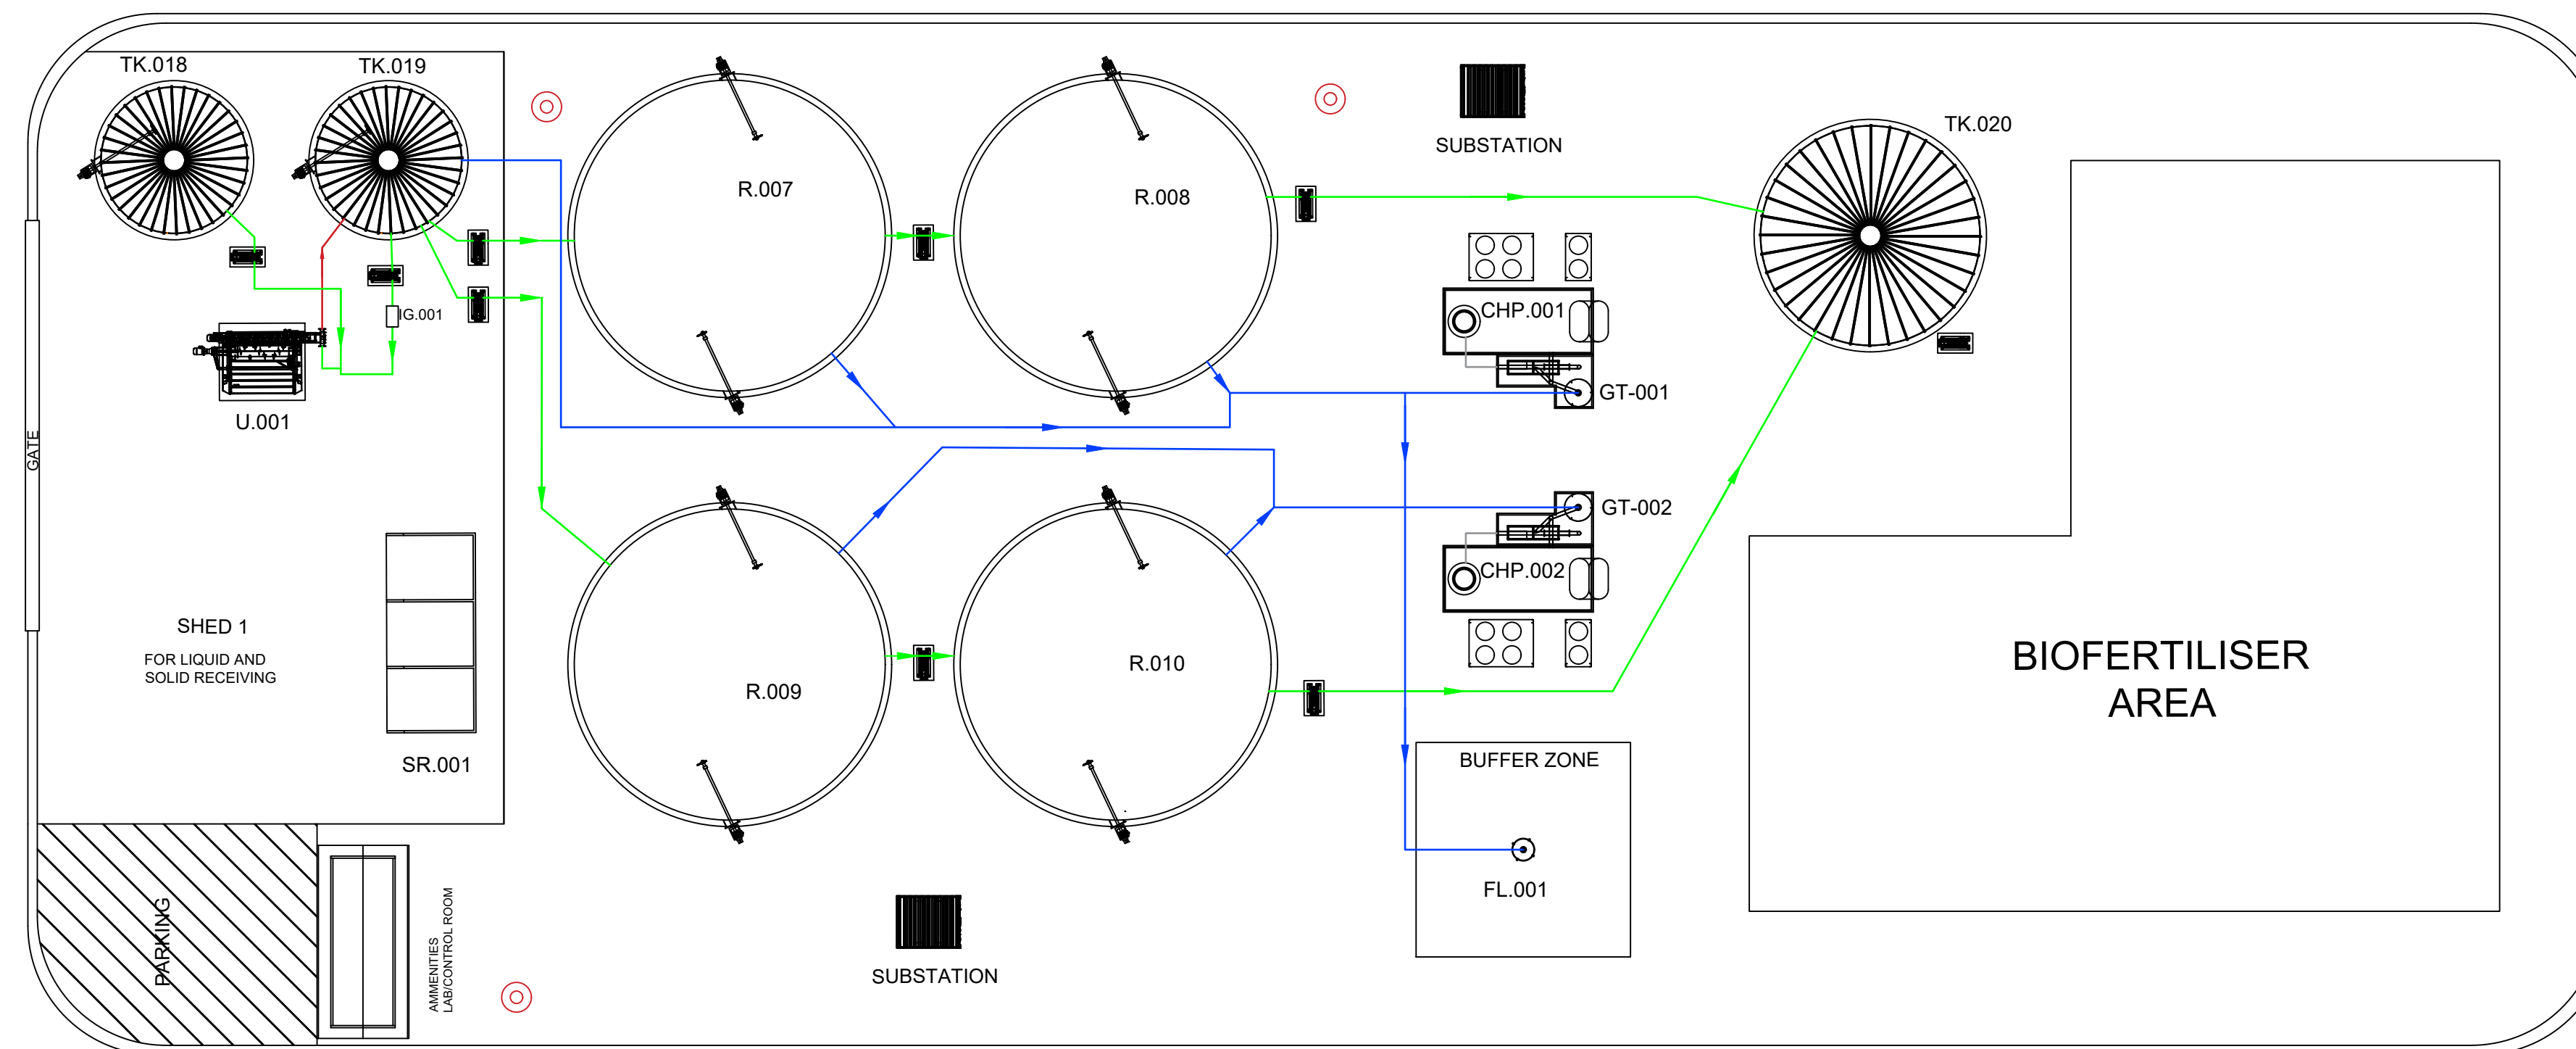 TK.018
TK.019
TK.020
SUBSTATION
R.007
R.008
IG.001
CHP.001
GT-001
U.001
GATE
GT-002
CHP.002
SHED 1
FOR LIQUID AND
SOLID RECEIVING
R.009
R.010
BIOFERTILISER
AREA
SR.001
BUFFER ZONE
FL.001
PARKING
AMMENITIES
LAB/CONTROL ROOM
SUBSTATION